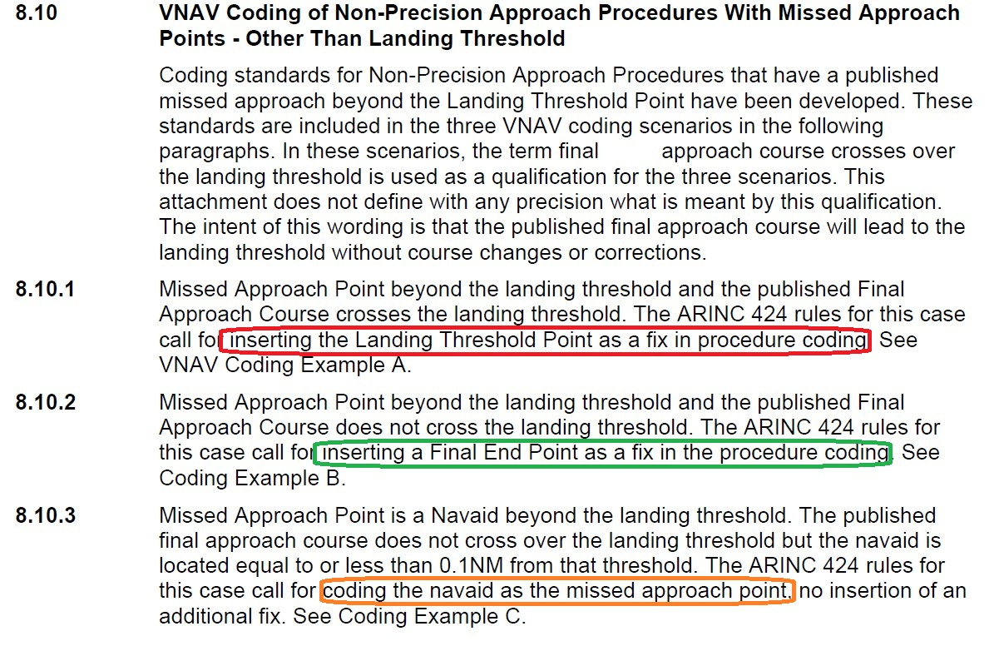 8.10 VNAV Coding of Non-Precision Approach Procedures With Missed Approach
Points - Other Than Landing Threshold
Coding standards for Non-Precision Approach Procedures that have a published
missed approach beyond the Landing Threshold Point have been developed. These
standards are included in the three VNAV coding scenarios in the following
paragraphs. In these scenarios, the term final approach course crosses over
the landing threshold is used as a qualification for the three scenarios. This
attachment does not define with any precision what is meant by this qualification.
The intent of this wording is that the published final approach course will lead to the
landing threshold without course changes or corrections.
8.10.1 Missed Approach Point beyond the landing threshold and the published Final
Approach Course crosses the landing threshold. The ARINC 424 rules for this case
call for inserting the Landing Threshold Point as a fix in procedure coding. See
VNAV Coding Example A.
8.10.2 Missed Approach Point beyond the landing threshold and the published Final
Approach Course does not cross the landing threshold. The ARINC 424 rules for
this case call for inserting a Final End Point as a fix in the procedure coding. See
Coding Example B.
8.10.3 Missed Approach Point is a Navaid beyond the landing threshold. The published
final approach course does not cross over the landing threshold but the navaid is
located equal to or less than 0.1NM from that threshold. The ARINC 424 rules for
this case call for coding the navaid as the missed approach point, no insertion of an
additional fix. See Coding Example C.